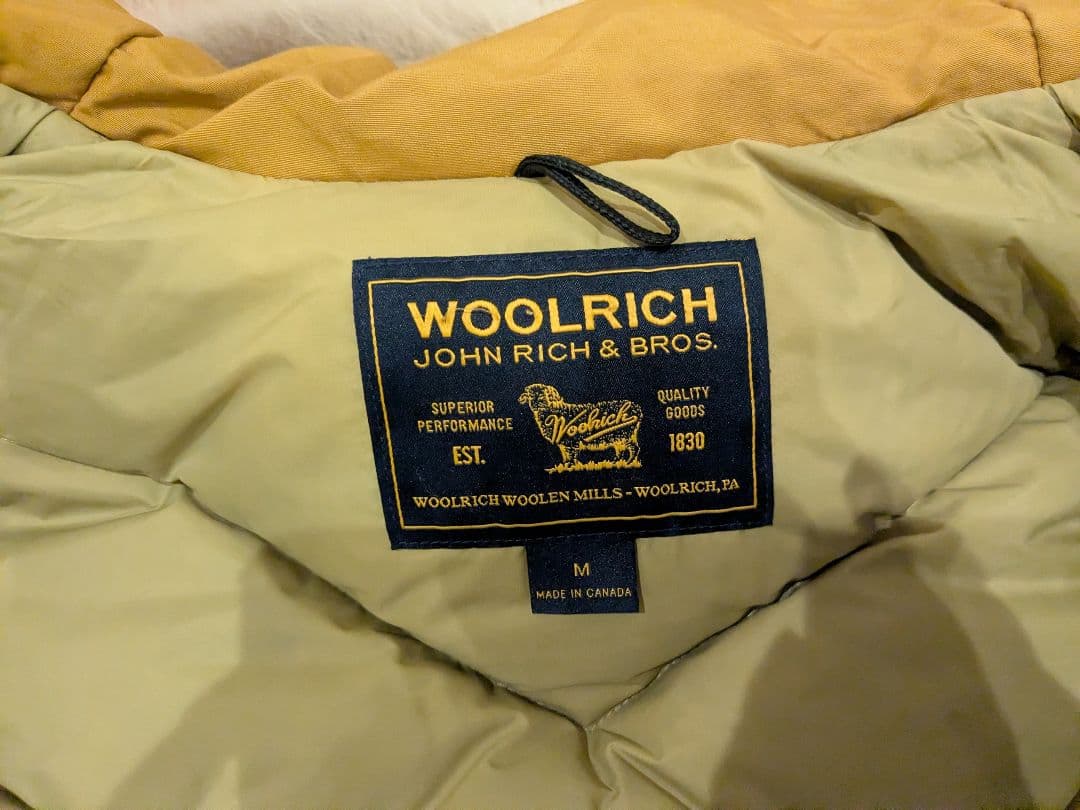 WOOLRICH
JOHN RICH & BROS.
SUPERIOR
PERFORMANCE
EST.
Woolrich
QUALITY
GOODS
1830
WOOLRICH WOOLEN MILLS - WOOLRICH, PA
M
MADE IN CANADA